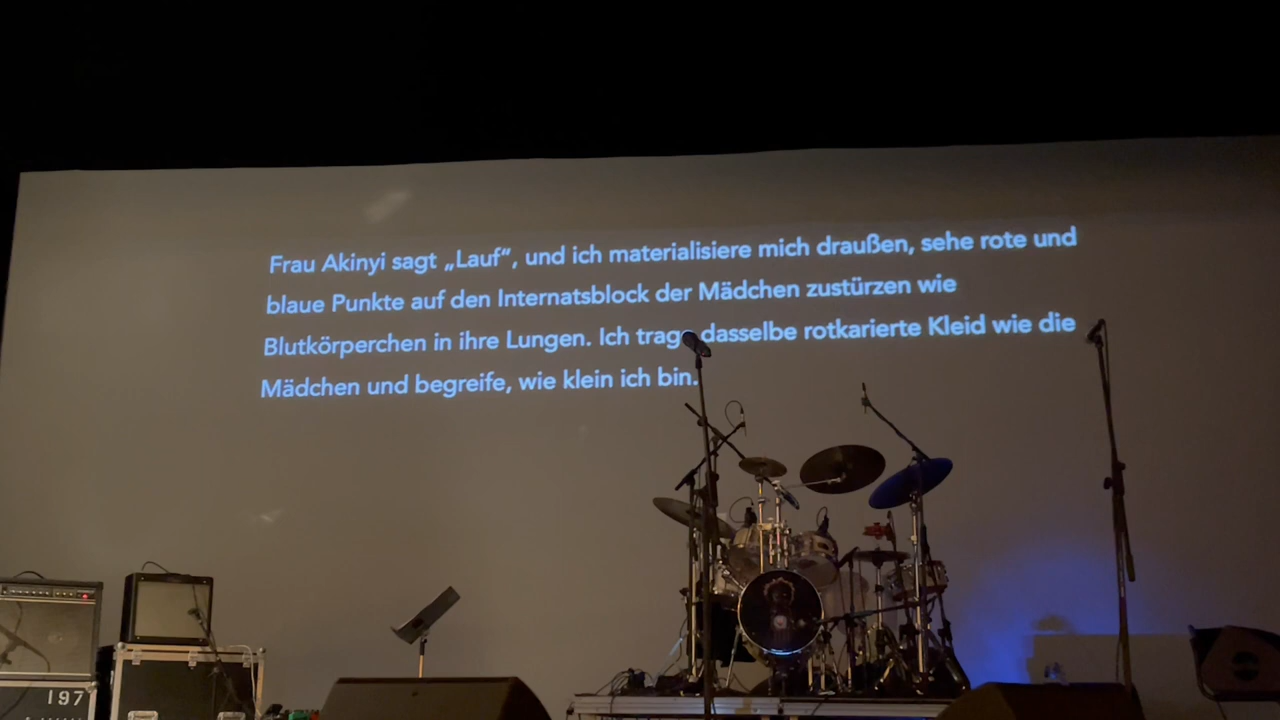 Frau Akinyi sagt „Lauf“, und ich materialisiere mich draußen, sehe rote und
blaue Punkte auf den Internatsblock der Mädchen zustürzen wie
Blutkörperchen in ihre Lungen. Ich trage dasselbe rotkarierte Kleid wie die
Mädchen und begreife, wie klein ich bin.
197